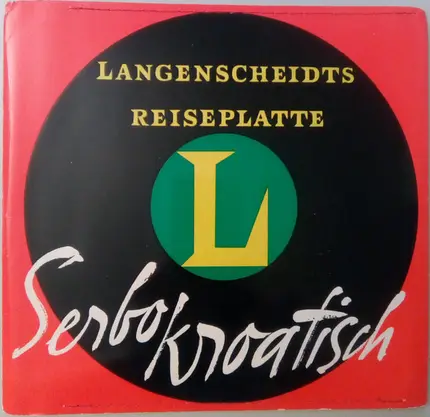 LANGENSCHEIDTS
REISEPLATTE
L
Serbokroatisch